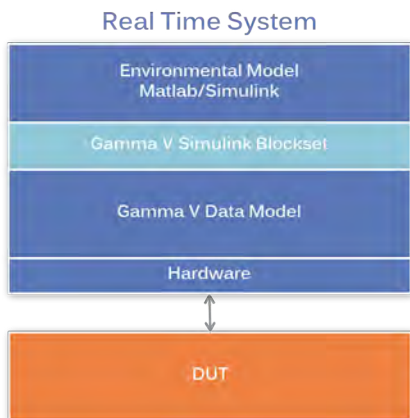 Real Time System
Environmental Model
Matlab/Simulink
Gamma V Simulink Blockset
Gamma V Data Model
Hardware
DUT